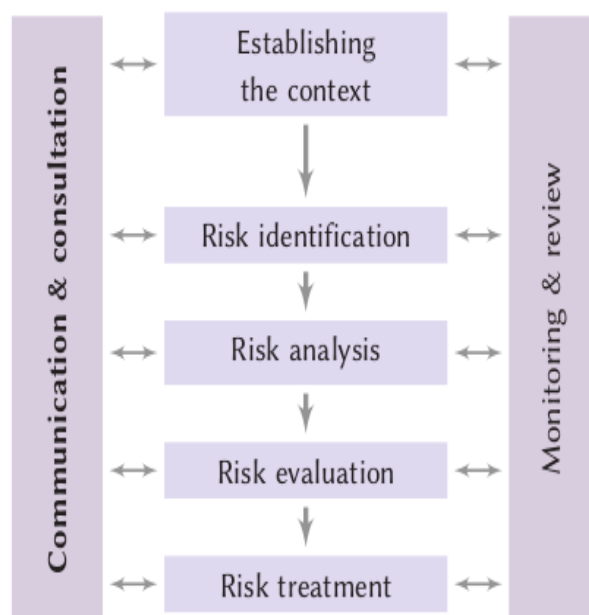 Communication & consultation
Establishing
the context
Risk identification
Risk analysis
Risk evaluation
Risk treatment
Monitoring & review